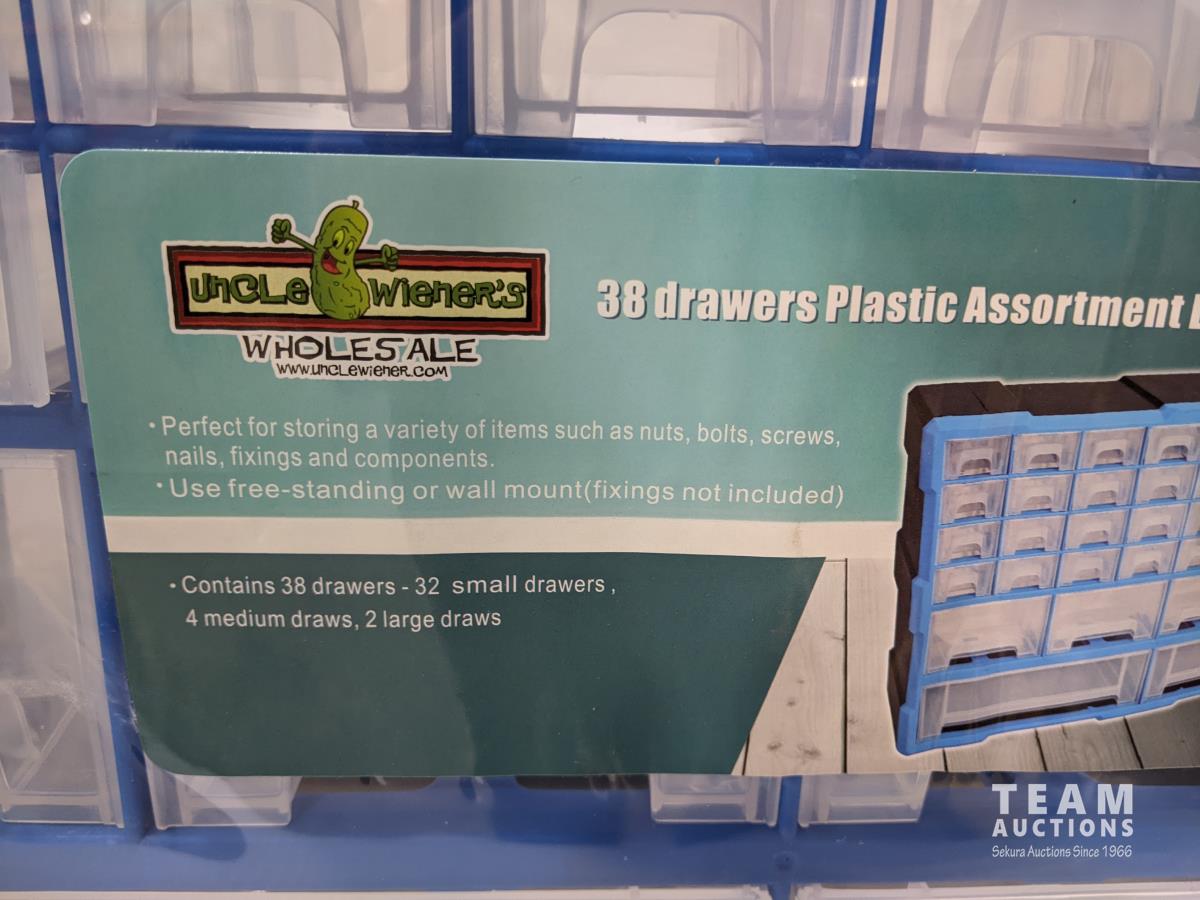 UNCLE WIENER'S
WHOLESALE
www.UNCLEWIENER.COM
38 drawers Plastic Assortment
· Perfect for storing a variety of items such as nuts, bolts, screws,
nails, fixings and components.
· Use free-standing or wall mount(fixings not included)
· Contains 38 drawers - 32 small drawers ,
4 medium draws, 2 large draws
TEAM
AUCTIONS
Sekura Auctions Since 1966